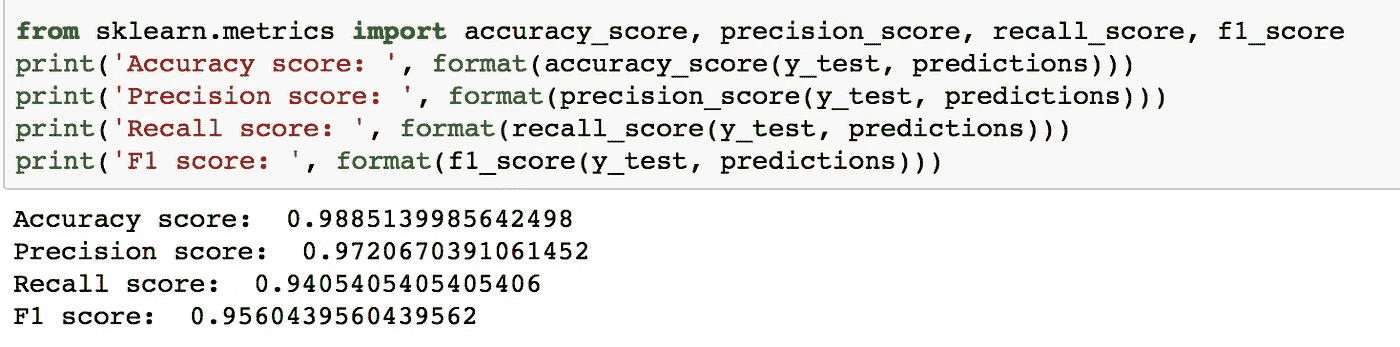 from sklearn.metrics import accuracy_score, precision_score, recall_score, f1_score
print('Accuracy score: ', format(accuracy_score(y_test, predictions)))
print('Precision score: ', format(precision_score(y_test, predictions)))
print('Recall score: ', format(recall_score(y_test, predictions)))
print('F1 score: ', format(f1_score(y_test, predictions)))
Accuracy score:  0.9885139985642498
Precision score:  0.9720670391061452
Recall score:  0.9405405405405406
F1 score:  0.9560439560439562